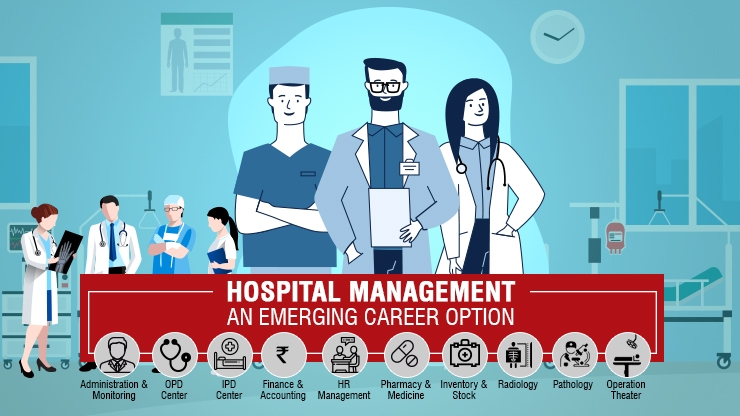 HOSPITAL MANAGEMENT
AN EMERGING CAREER OPTION
Administration &
Monitoring
OPD
Center
IPD
Center
₹
Finance &
Accounting
HR
Management
Pharmacy &
Medicine
Inventory &
Stock
Radiology
Pathology
Operation
Theater